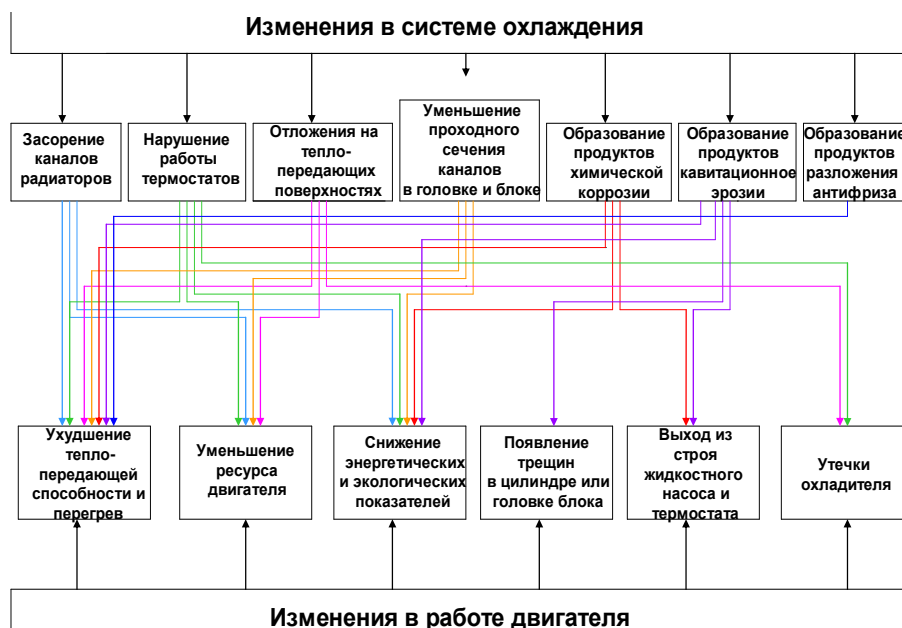 Изменения в системе охлаждения
Засорение
каналов
радиаторов
Нарушение
работы
термостатов
Отложения на
тепло-
передающих
поверхностях
Уменьшение
проходного
сечения
каналов
в головке и блоке
Образование
продуктов
химической
коррозии
Образование
продуктов
кавитационное
эрозии
Образование
продуктов
разложения
антифриза
Ухудшение
тепло-
передающей
способности и
перегрев
Уменьшение
ресурса
двигателя
Снижение
энергетических
и экологических
показателей
Появление
трещин
в цилиндре или
головке блока
Выход из
строя
жидкостного
насоса и
термостата
Утечки
охладителя
Изменения в работе двигателя